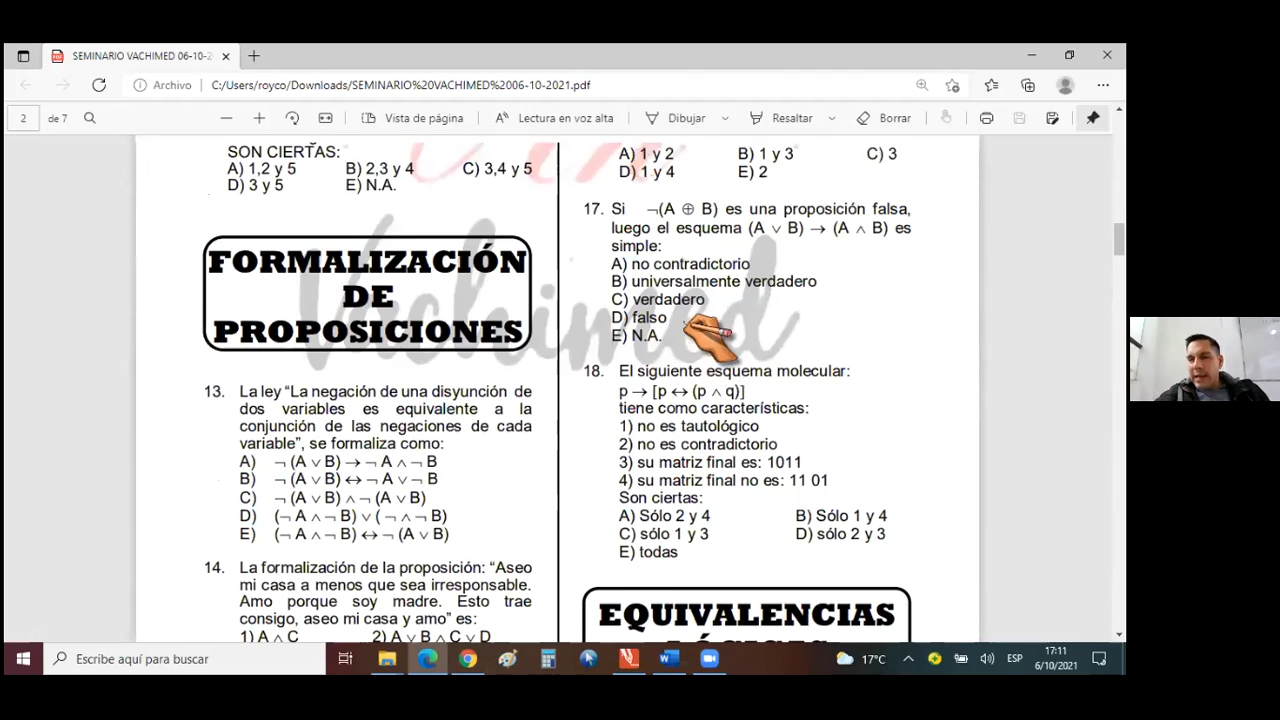 SEMINARIO VACHIMED 06-10-2
Archivo
C:/Users/royco/Downloads/SEMINARIO%20VACHIMED%2006-10-2021.pdf
2 de 7
Vista de página
Lectura en voz alta
Dibujar
Resaltar
Borrar
SON CIERTAS:
A) 1,2 y 5 B) 2,3 y 4 C) 3,4 y 5
D) 3 y 5 E) N.A.
FORMALIZACIÓN
DE
PROPOSICIONES
13. La ley “La negación de una disyunción de
dos variables es equivalente a la
conjunción de las negaciones de cada
variable”, se formaliza como:
A) ¬ (A ∨ B) → ¬ A ∧ ¬ B
B) ¬ (A ∨ B) ↔ ¬ A ∨ ¬ B
C) ¬ (A ∨ B) ∧ ¬ (A ∨ B)
D) (¬ A ∧ ¬ B) ∨ ( ¬ ∧ ¬ B)
E) (¬ A ∧ ¬ B) ↔ ¬ (A ∨ B)
14. La formalización de la proposición: “Aseo
mi casa a menos que sea irresponsable.
Amo porque soy madre. Esto trae
consigo, aseo mi casa y amo” es:
1) A ∧ C 2) A ∨ B ∧ C ∨ D
A) 1 y 2 B) 1 y 3 C) 3
D) 1 y 4 E) 2
17. Si ¬(A ⊕ B) es una proposición falsa,
luego el esquema (A ∨ B) → (A ∧ B) es
simple:
A) no contradictorio
B) universalmente verdadero
C) verdadero
D) falso
E) N.A.
18. El siguiente esquema molecular:
p → [p ↔ (p ∧ q)]
tiene como características:
1) no es tautológico
2) no es contradictorio
3) su matriz final es: 1011
4) su matriz final no es: 11 01
Son ciertas:
A) Sólo 2 y 4 B) Sólo 1 y 4
C) sólo 1 y 3 D) sólo 2 y 3
E) todas
EQUIVALENCIAS
LÓGICAS
Vachimed
Escribe aquí para buscar
17°C
ESP
17:11
6/10/2021